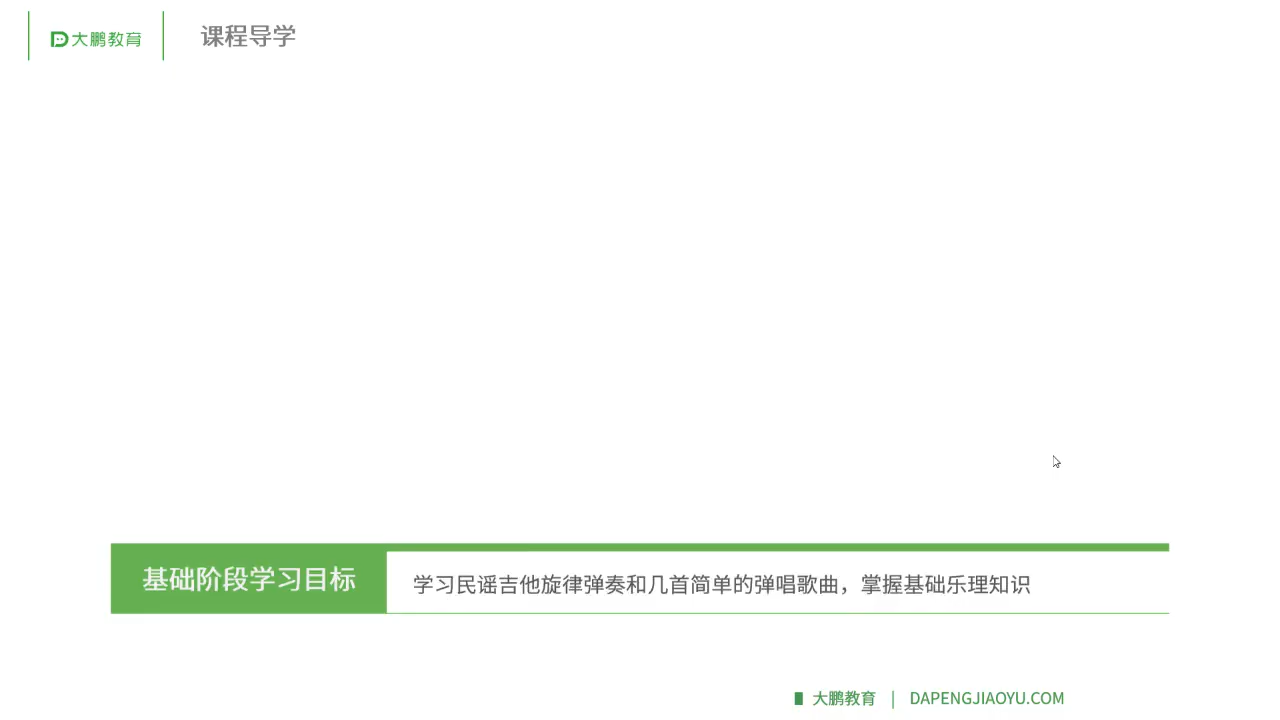 大鹏教育
课程导学
基础阶段学习目标
学习民谣吉他旋律弹奏和几首简单的弹唱歌曲，掌握基础乐理知识
大鹏教育 | DAPENGJIAOYU.COM